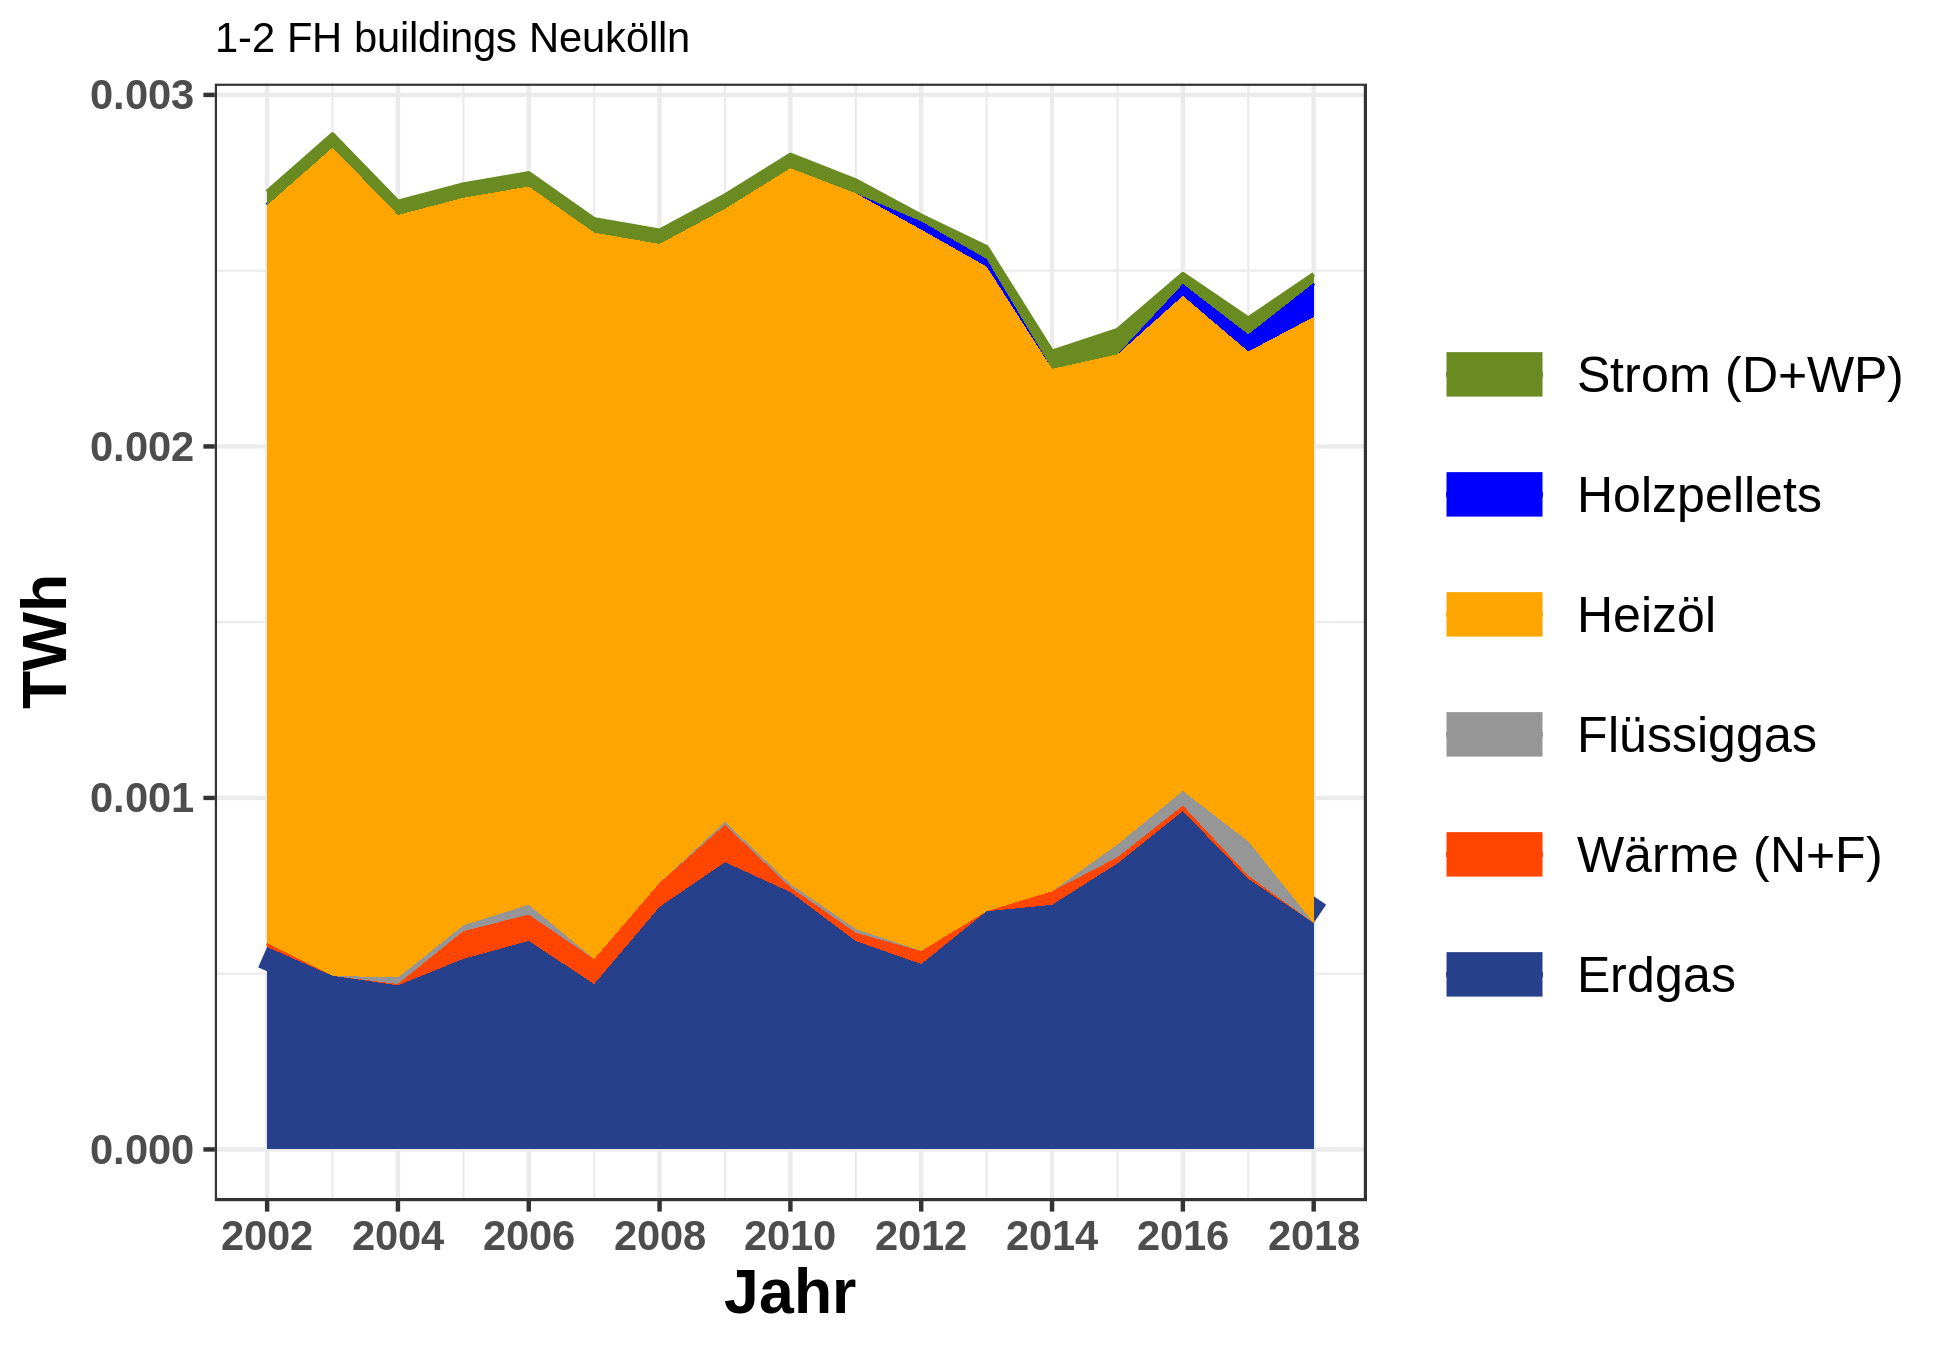 1-2 FH buildings Neukölln
0.003
0.002
0.001
0.000
TWh
2002 2004 2006 2008 2010 2012 2014 2016 2018
Jahr
Strom (D+WP)
Holzpellets
Heizöl
Flüssiggas
Wärme (N+F)
Erdgas